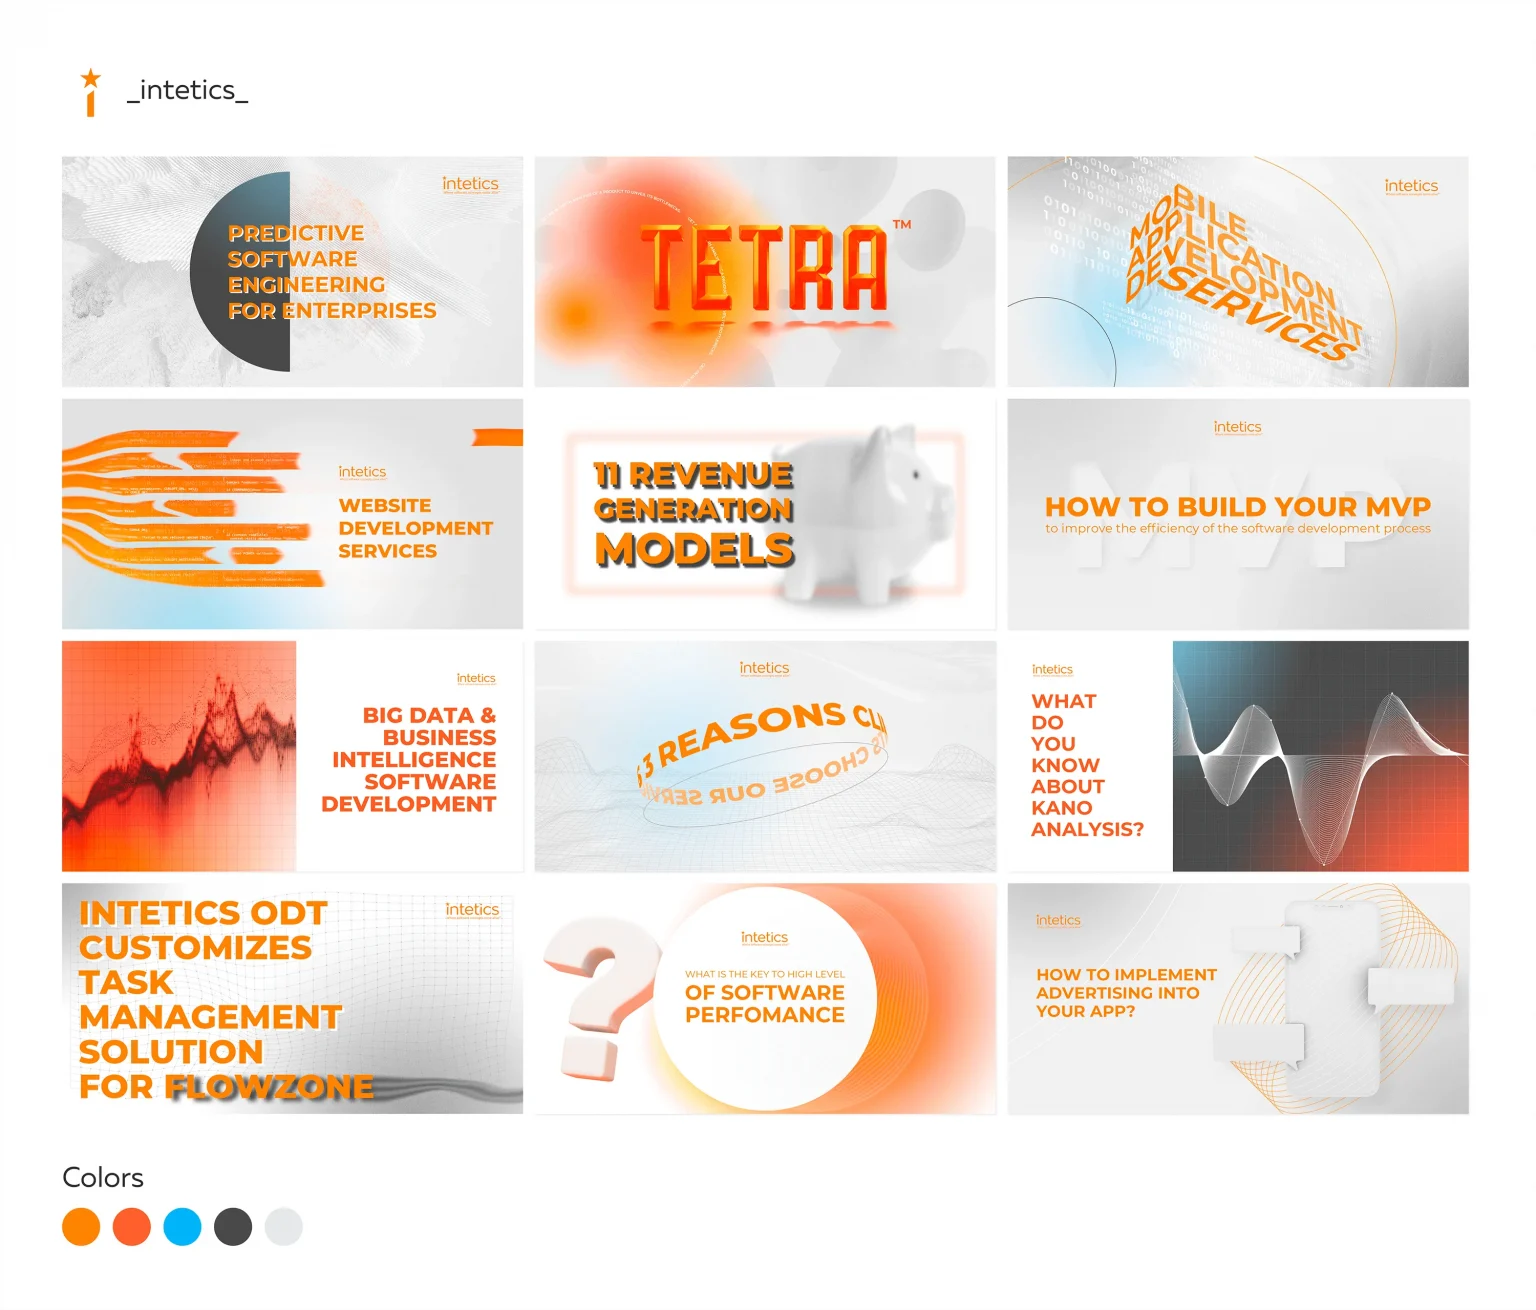 _intetics_
intetics
PREDICTIVE
SOFTWARE
ENGINEERING
FOR ENTERPRISES
TETRA™
intetics
MOBILE
APPLICATION
DEVELOPMENT
SERVICES
intetics
WEBSITE
DEVELOPMENT
SERVICES
11 REVENUE
GENERATION
MODELS
intetics
MVP
HOW TO BUILD YOUR MVP
to improve the efficiency of the software development process
intetics
BIG DATA &
BUSINESS
INTELLIGENCE
SOFTWARE
DEVELOPMENT
intetics
3 REASONS CLI
TS CHOOSE OUR SERV
intetics
WHAT
DO
YOU
KNOW
ABOUT
KANO
ANALYSIS?
intetics
INTETICS ODT
CUSTOMIZES
TASK
MANAGEMENT
SOLUTION
FOR FLOWZONE
intetics
WHAT IS THE KEY TO HIGH LEVEL
OF SOFTWARE
PERFOMANCE
intetics
HOW TO IMPLEMENT
ADVERTISING INTO
YOUR APP?
Colors